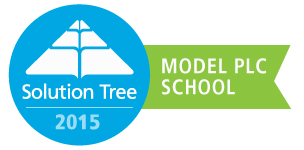 Solution Tree
2015
MODEL PLC
SCHOOL